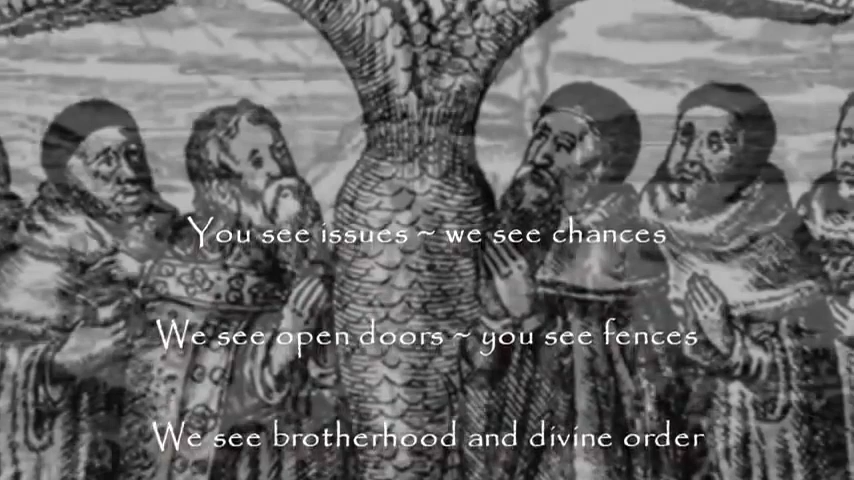 You see issues ~ we see chances
We see open doors ~ you see fences
We see brotherhood and divine order